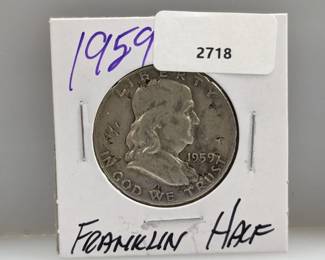 1959
2718
LIBERTY
1959
IN GOD WE TRUST
FRANKLIN HALF